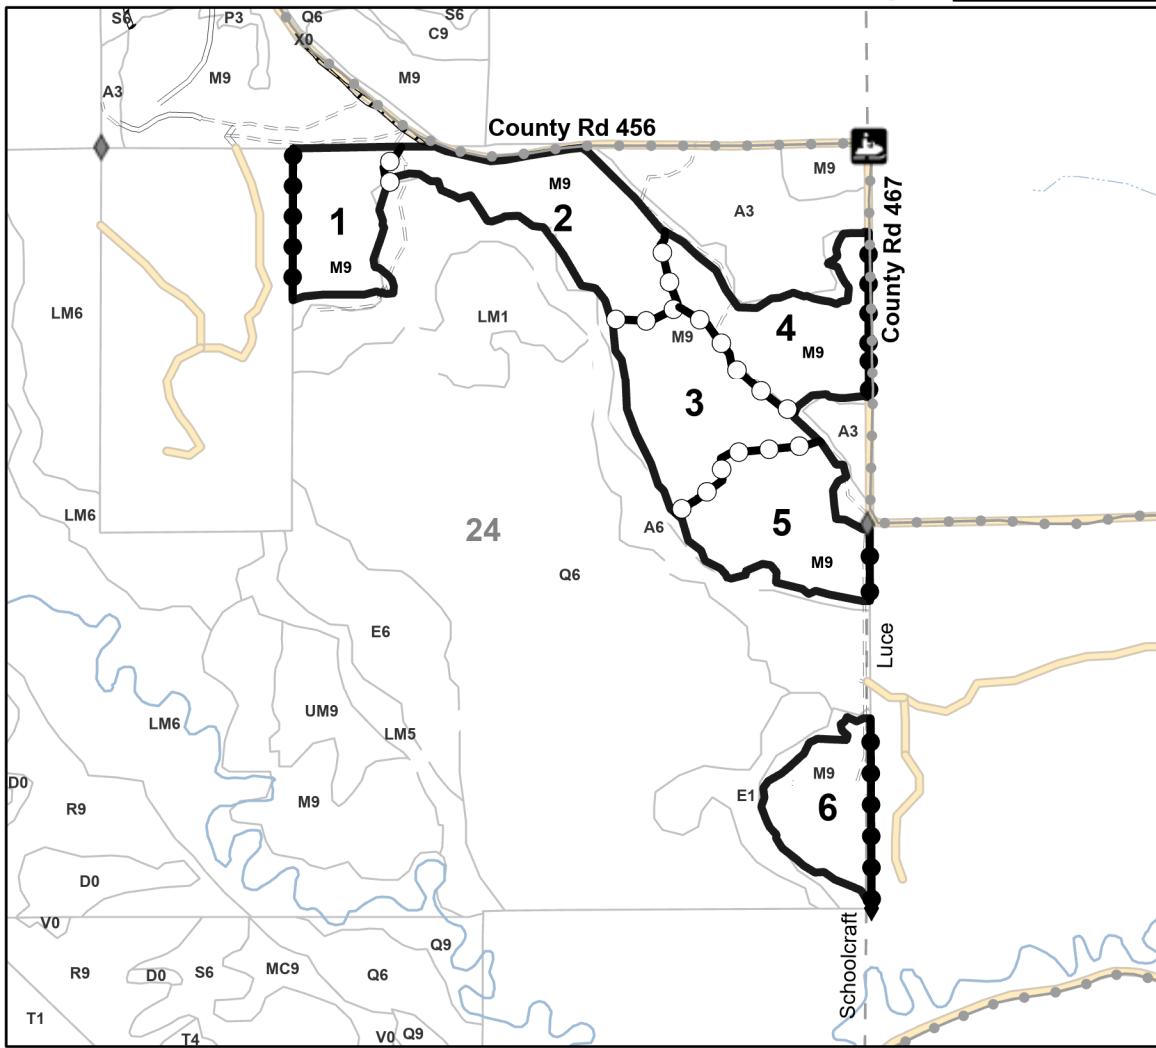 S6
P3
Q6
S6
X0
C9
A3
M9
M9
County Rd 456
M9
M9
A3
1
2
M9
County Rd 467
LM6
LM1
M9
4
M9
3
A3
LM6
24
A6
5
M9
Q6
E6
Luce
LM6
UM9
LM5
D0
R9
M9
M9
E1
6
D0
V0
Q9
Schoolcraft
R9
D0
S6
MC9
Q6
T1
T4
V0
Q9